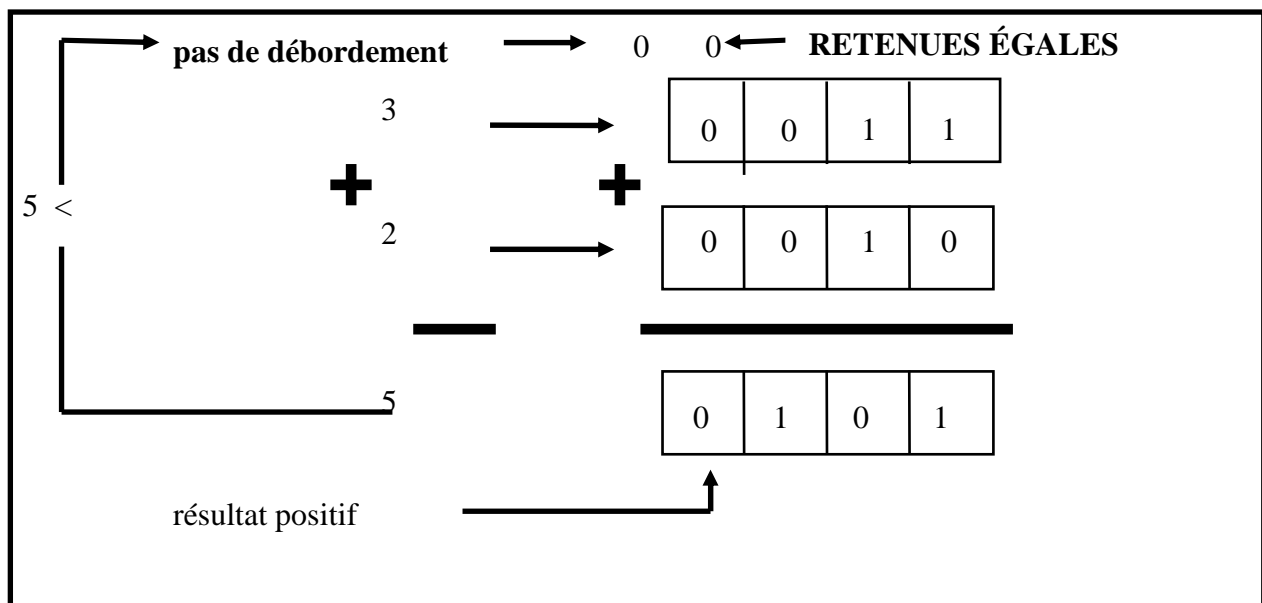 pas de débordement 0 0 RETENUES ÉGALES
3 0 0 1 1
+ +
5 <
2 0 0 1 0
5 0 1 0 1
résultat positif